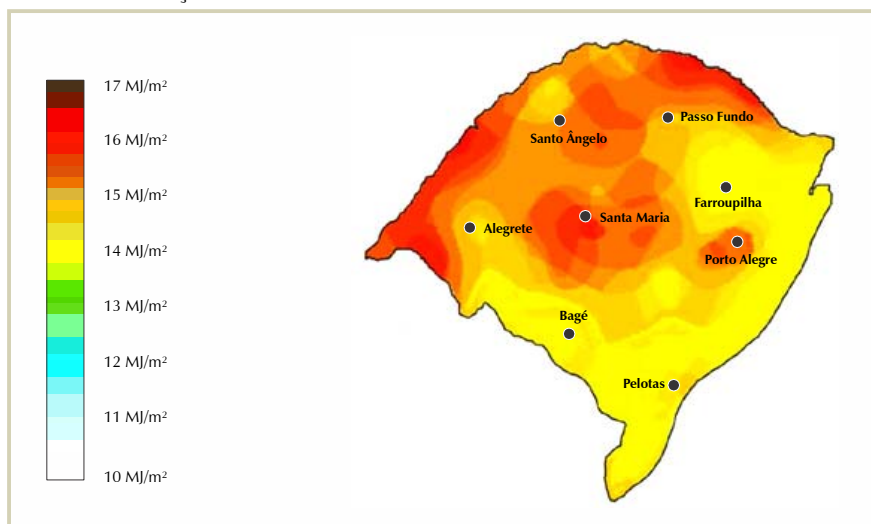 17 MJ/m²
16 MJ/m²
15 MJ/m²
14 MJ/m²
13 MJ/m²
12 MJ/m²
11 MJ/m²
10 MJ/m²
Passo Fundo
Santo Ângelo
Farroupilha
Santa Maria
Alegrete
Porto Alegre
Bagé
Pelotas